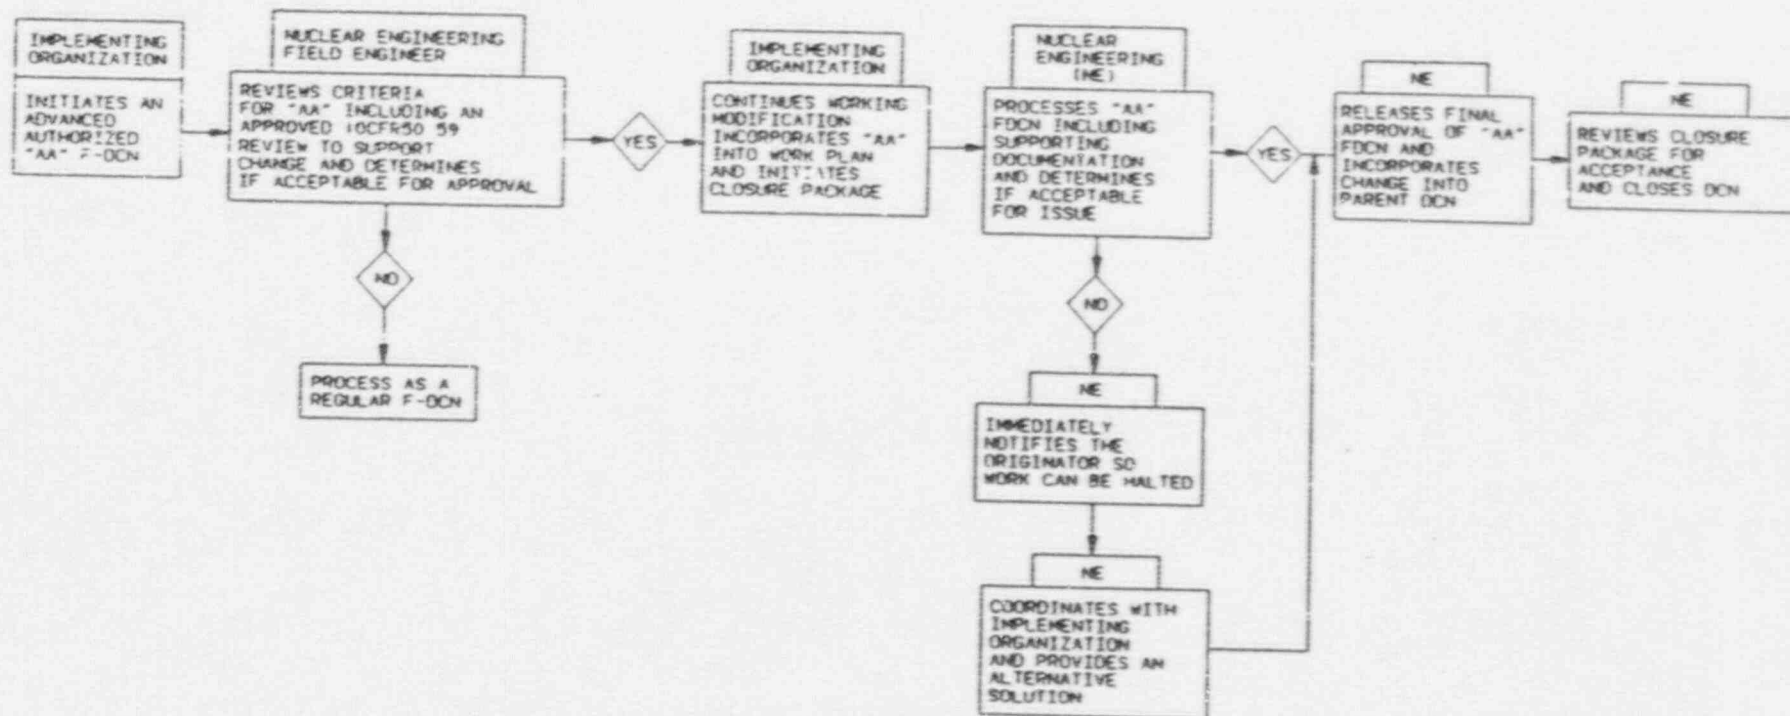 IMPLEMENTING
ORGANIZATION
INITIATES AN
ADVANCED
AUTHORIZED
"AA" F-DCN
NUCLEAR ENGINEERING
FIELD ENGINEER
REVIEWS CRITERIA
FOR "AA" INCLUDING AN
APPROVED 10CFR50 59
REVIEW TO SUPPORT
CHANGE AND DETERMINES
IF ACCEPTABLE FOR APPROVAL
NO
PROCESS AS A
REGULAR F-DCN
YES
IMPLEMENTING
ORGANIZATION
CONTINUES WORKING
MODIFICATION
INCORPORATES "AA"
INTO WORK PLAN
AND INITIATES
CLOSURE PACKAGE
NUCLEAR
ENGINEERING
(NE)
PROCESSES "AA"
FDCN INCLUDING
SUPPORTING
DOCUMENTATION
AND DETERMINES
IF ACCEPTABLE
FOR ISSUE
NO
NE
IMMEDIATELY
NOTIFIES THE
ORIGINATOR SO
WORK CAN BE HALTED
NE
COORDINATES WITH
IMPLEMENTING
ORGANIZATION
AND PROVIDES AN
ALTERNATIVE
SOLUTION
YES
NE
RELEASES FINAL
APPROVAL OF "AA"
FDCN AND
INCORPORATES
CHANGE INTO
PARENT DCN
NE
REVIEWS CLOSURE
PACKAGE FOR
ACCEPTANCE
AND CLOSES DCN